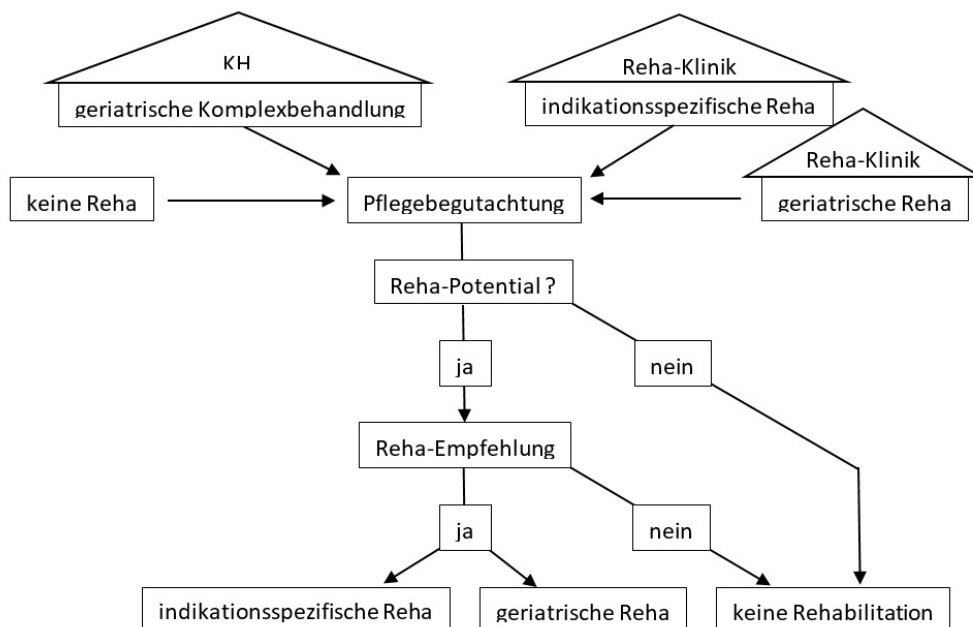 KH
geriatrische Komplexbehandlung
Reha-Klinik
indikationsspezifische Reha
Reha-Klinik
geriatrische Reha
keine Reha
Pflegebegutachtung
Reha-Potential ?
ja
nein
Reha-Empfehlung
ja
nein
indikationsspezifische Reha
geriatrische Reha
keine Rehabilitation